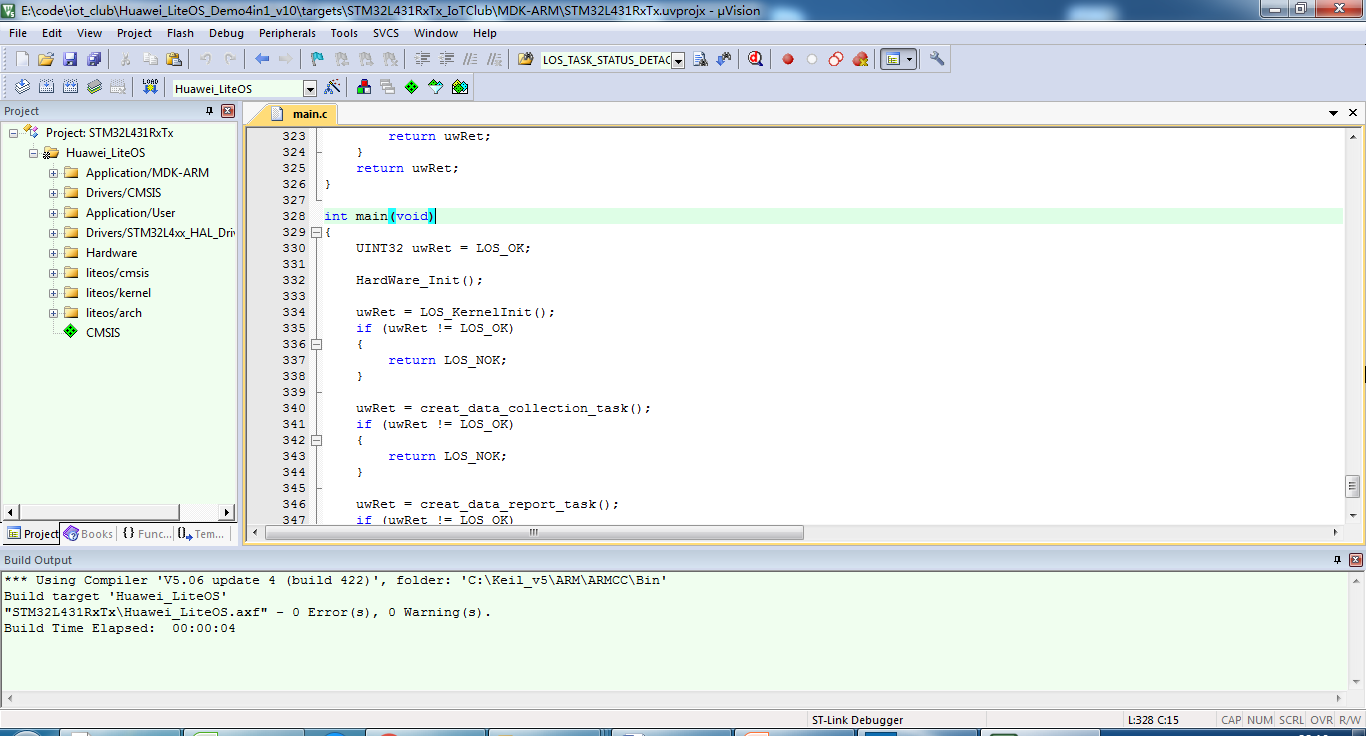 E:\code\iot_club\Huawei_LiteOS_Demo4in1_v10\targets\STM32L431RxTx_IoTClub\MDK-ARM\STM32L431RxTx.uvprojx - µVision
File Edit View Project Flash Debug Peripherals Tools SVCS Window Help
LOS_TASK_STATUS_DETAC
LOAD
Huawei_LiteOS
Project
Project: STM32L431RxTx
Huawei_LiteOS
Application/MDK-ARM
Drivers/CMSIS
Application/User
Drivers/STM32L4xx_HAL_Driv
Hardware
liteos/cmsis
liteos/kernel
liteos/arch
CMSIS
Project Books {} Func... Tem...
main.c
323 return uwRet;
324 }
325 return uwRet;
326 }
327
328 int main(void)
329 {
330 UINT32 uwRet = LOS_OK;
331
332 HardWare_Init();
333
334 uwRet = LOS_KernelInit();
335 if (uwRet != LOS_OK)
336 {
337 return LOS_NOK;
338 }
339
340 uwRet = creat_data_collection_task();
341 if (uwRet != LOS_OK)
342 {
343 return LOS_NOK;
344 }
345
346 uwRet = creat_data_report_task();
347 if (uwRet != LOS_OK)
Build Output
*** Using Compiler 'V5.06 update 4 (build 422)', folder: 'C:\Keil_v5\ARM\ARMCC\Bin'
Build target 'Huawei_LiteOS'
"STM32L431RxTx\Huawei_LiteOS.axf" - 0 Error(s), 0 Warning(s).
Build Time Elapsed: 00:00:04
ST-Link Debugger L:328 C:15 CAP NUM SCRL OVR R/W